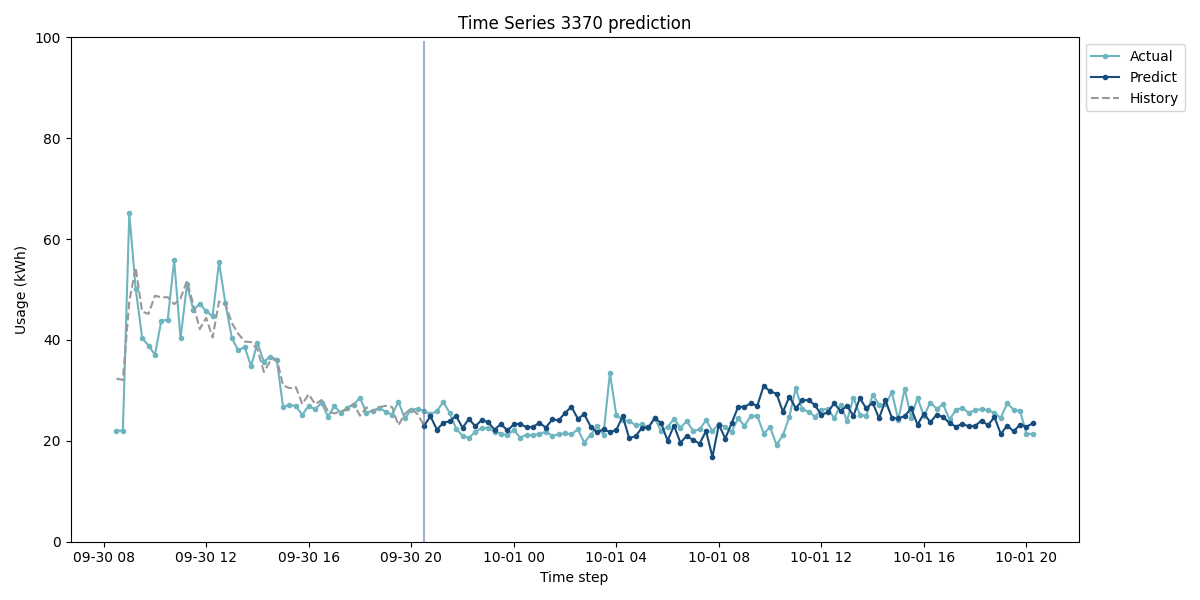 Time Series 3370 prediction
100
80
60
40
20
0
Usage (kWh)
09-30 08
09-30 12
09-30 16
09-30 20
10-01 00
10-01 04
10-01 08
10-01 12
10-01 16
10-01 20
Time step
Actual
Predict
History